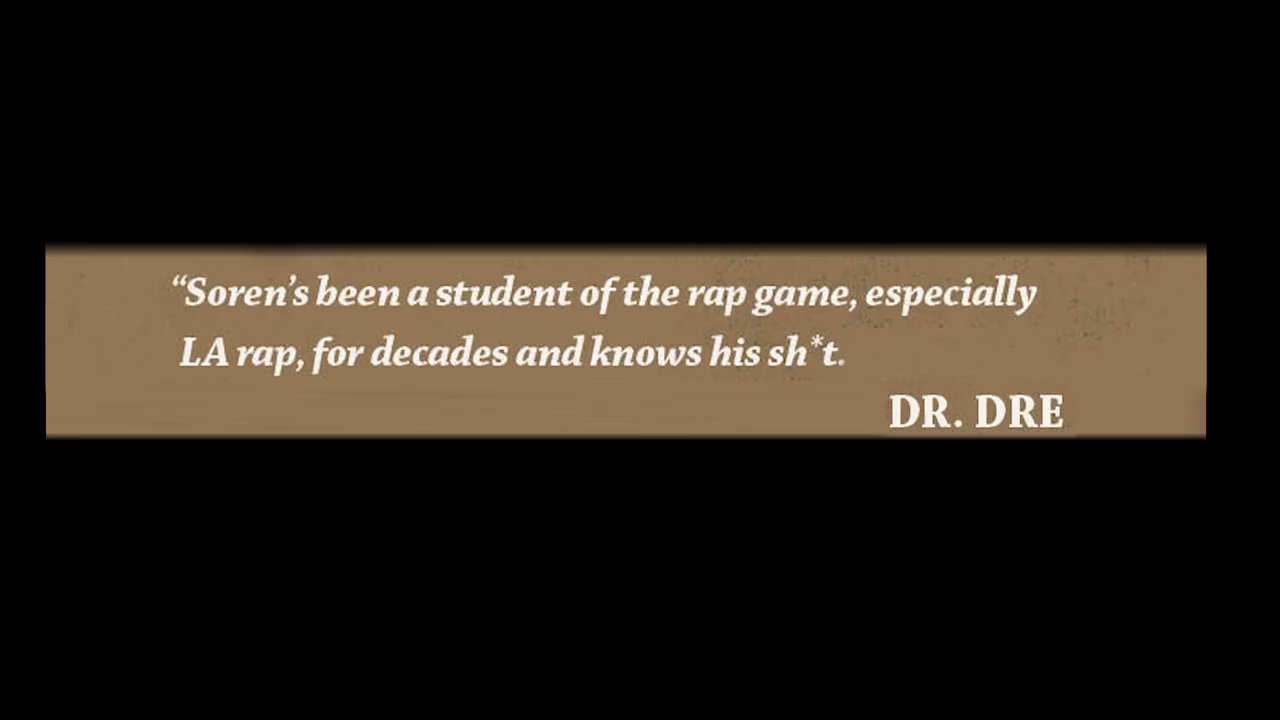 “Soren’s been a student of the rap game, especially
LA rap, for decades and knows his sh*t.
DR. DRE